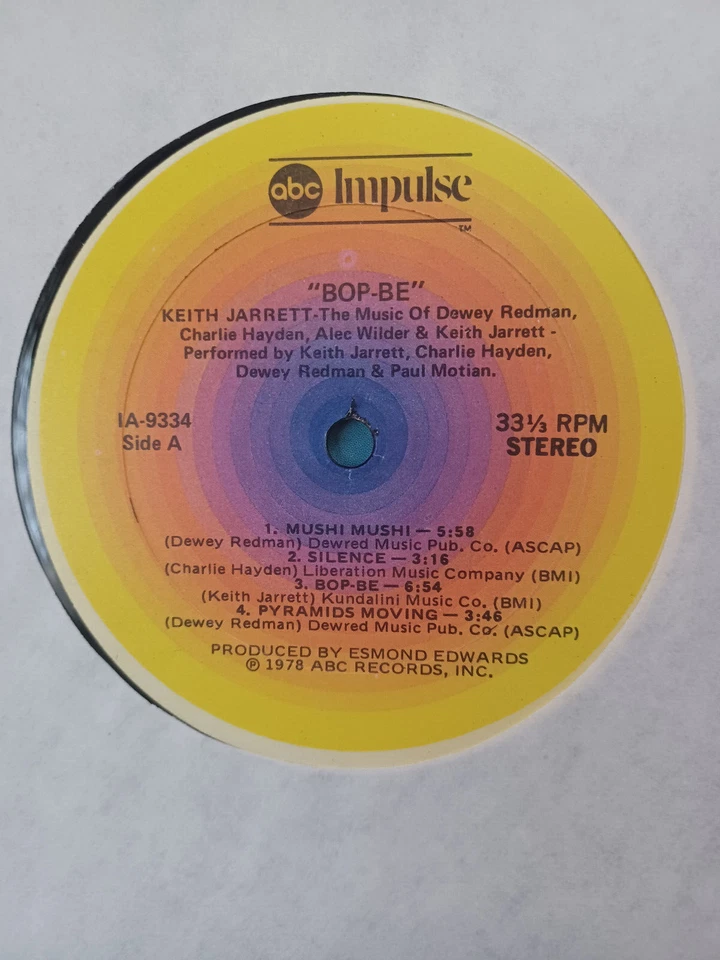 abc Impulse
TM
"BOP-BE"
KEITH JARRETT-The Music Of Dewey Redman,
Charlie Haydan, Alec Wilder & Keith Jarrett -
Performed by Keith Jarrett, Charlie Hayden,
Dewey Redman & Paul Motian.
IA-9334
Side A
33⅓ RPM
STEREO
1. MUSHI MUSHI — 5:58
(Dewey Redman) Dewred Music Pub. Co. (ASCAP)
2. SILENCE — 3:16
(Charlie Hayden) Liberation Music Company (BMI)
3. BOP-BE — 6:54
(Keith Jarrett) Kundalini Music Co. (BMI)
4. PYRAMIDS MOVING — 3:46
(Dewey Redman) Dewred Music Pub. Co. (ASCAP)
PRODUCED BY ESMOND EDWARDS
℗ 1978 ABC RECORDS, INC.